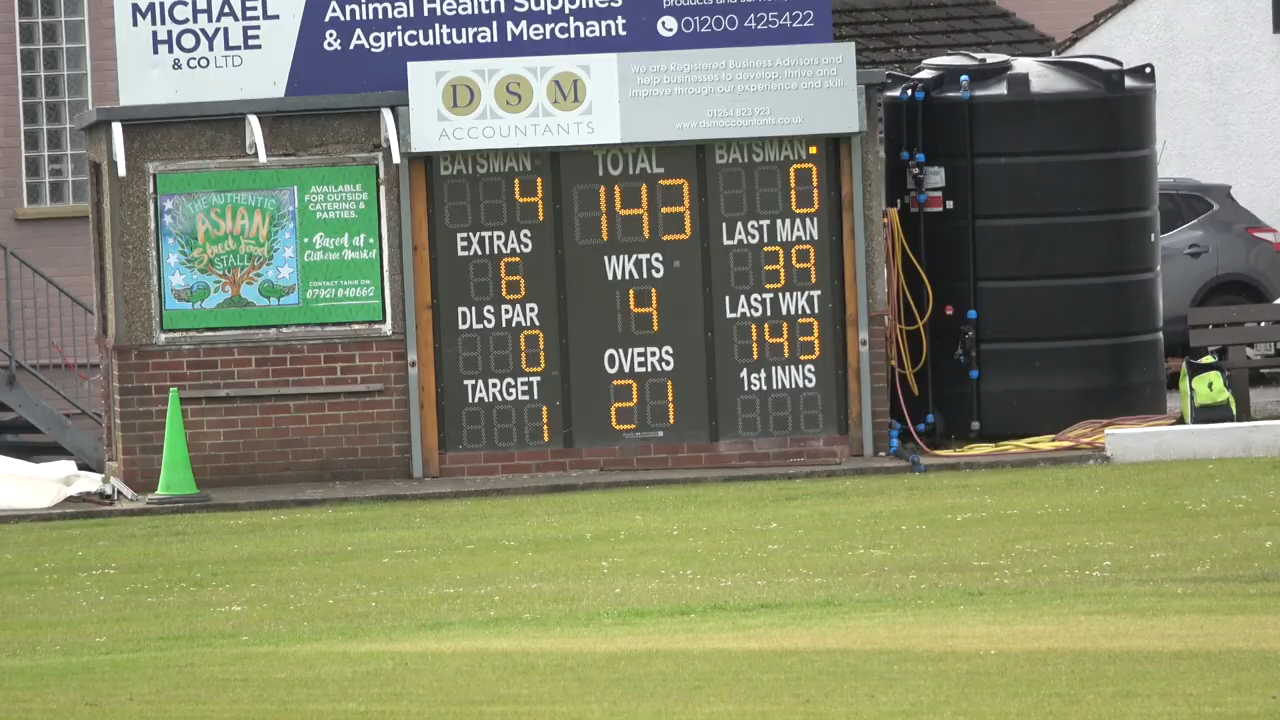 MICHAEL
HOYLE
& CO LTD
Animal Health Supplies
& Agricultural Merchant
products and
01200 425422
DSM
ACCOUNTANTS
We are Registered Business Advisors and
help businesses to develop, thrive and
improve through our experience and skill.
01254 823 923
www.dsmaccountants.co.uk
THE AUTHENTIC
ASIAN
Street food
STALL
AVAILABLE
FOR OUTSIDE
CATERING &
PARTIES.
Based at
Clitheroe Market
CONTACT TAHIR ON:
07921 040662
BATSMAN
4
EXTRAS
6
DLS PAR
0
TARGET
1
TOTAL
143
WKTS
4
OVERS
21
BATSMAN
0
LAST MAN
39
LAST WKT
143
1st INNS